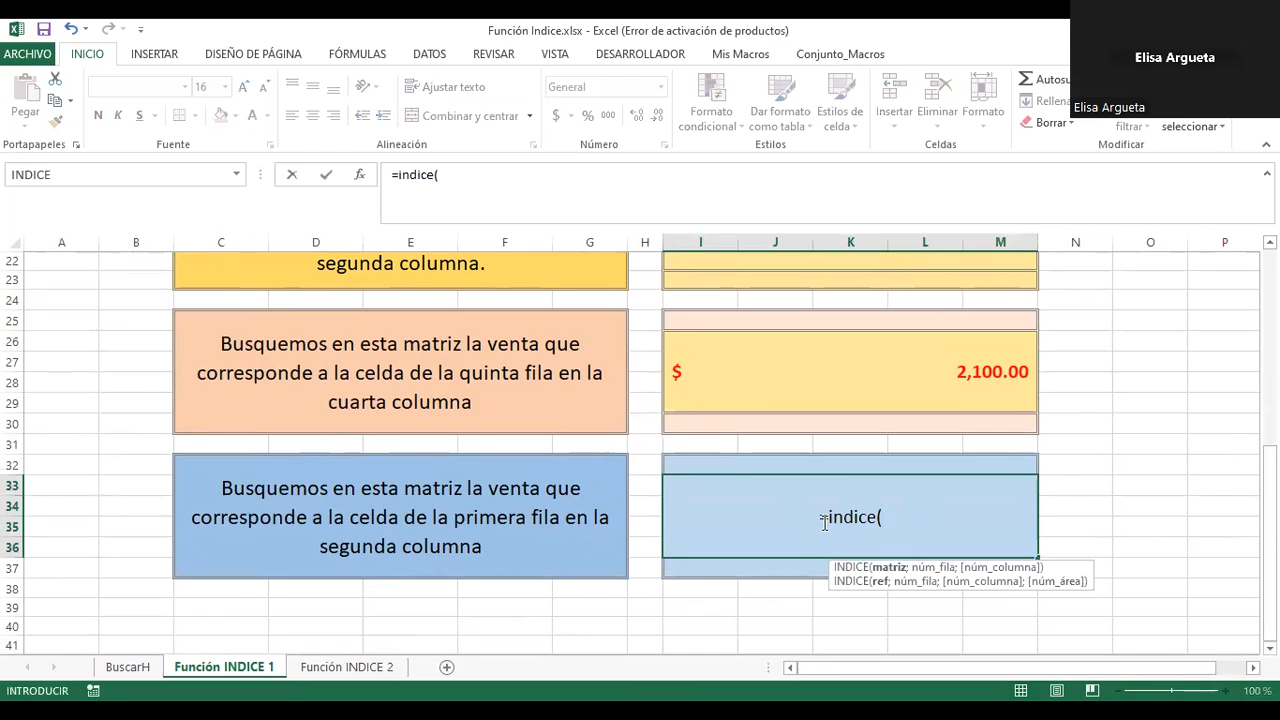 Función Indice.xlsx - Excel (Error de activación de productos)
Elisa Argueta
Elisa Argueta
ARCHIVO INICIO INSERTAR DISEÑO DE PÁGINA FÓRMULAS DATOS REVISAR VISTA DESARROLLADOR Mis Macros Conjunto_Macros
Pegar
Portapapeles
16
N K S
Fuente
Ajustar texto
Combinar y centrar
Alineación
General
$ % 000
Número
Formato condicional
Dar formato como tabla
Estilos de celda
Estilos
Insertar Eliminar Formato
Celdas
Autosu
Rellena
Borrar
filtrar seleccionar
Modificar
INDICE
fx
=indice(
A B C D E F G H I J K L M N O P
22
23
24
25
26
27
28
29
30
31
32
33
34
35
36
37
38
39
40
41
segunda columna.
Busquemos en esta matriz la venta que
corresponde a la celda de la quinta fila en la
cuarta columna
$ 2,100.00
Busquemos en esta matriz la venta que
corresponde a la celda de la primera fila en la
segunda columna
=indice(
INDICE(matriz; núm_fila; [núm_columna])
INDICE(ref; núm_fila; [núm_columna]; [núm_área])
BuscarH Función INDICE 1 Función INDICE 2
INTRODUCIR
100 %